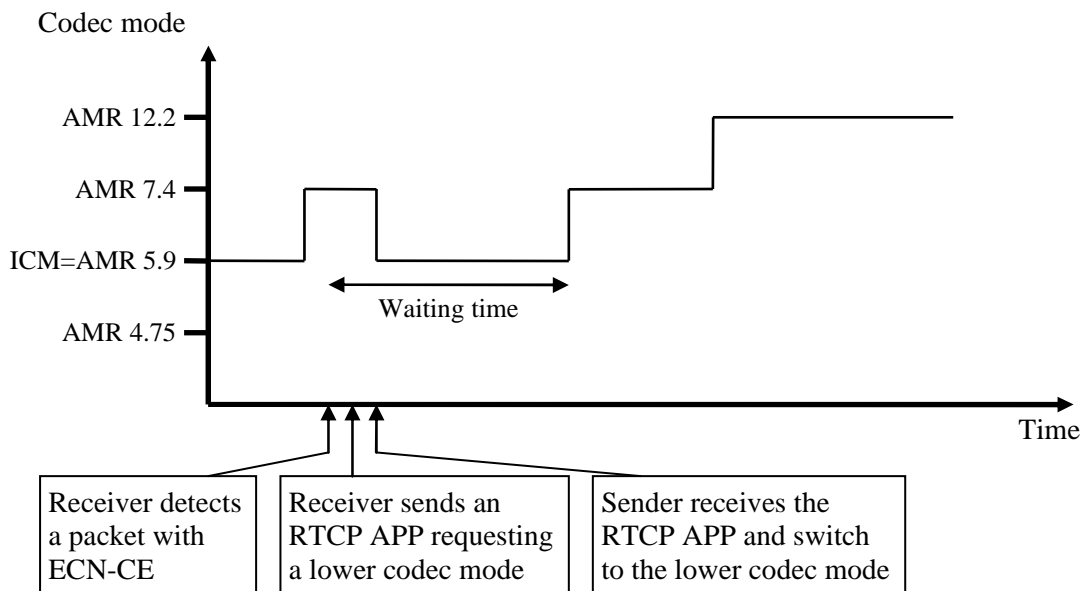 Codec mode
AMR 12.2
AMR 7.4
ICM=AMR 5.9
Waiting time
AMR 4.75
Time
Receiver detects
a packet with
ECN-CE
Receiver sends an
RTCP APP requesting
a lower codec mode
Sender receives the
RTCP APP and switch
to the lower codec mode